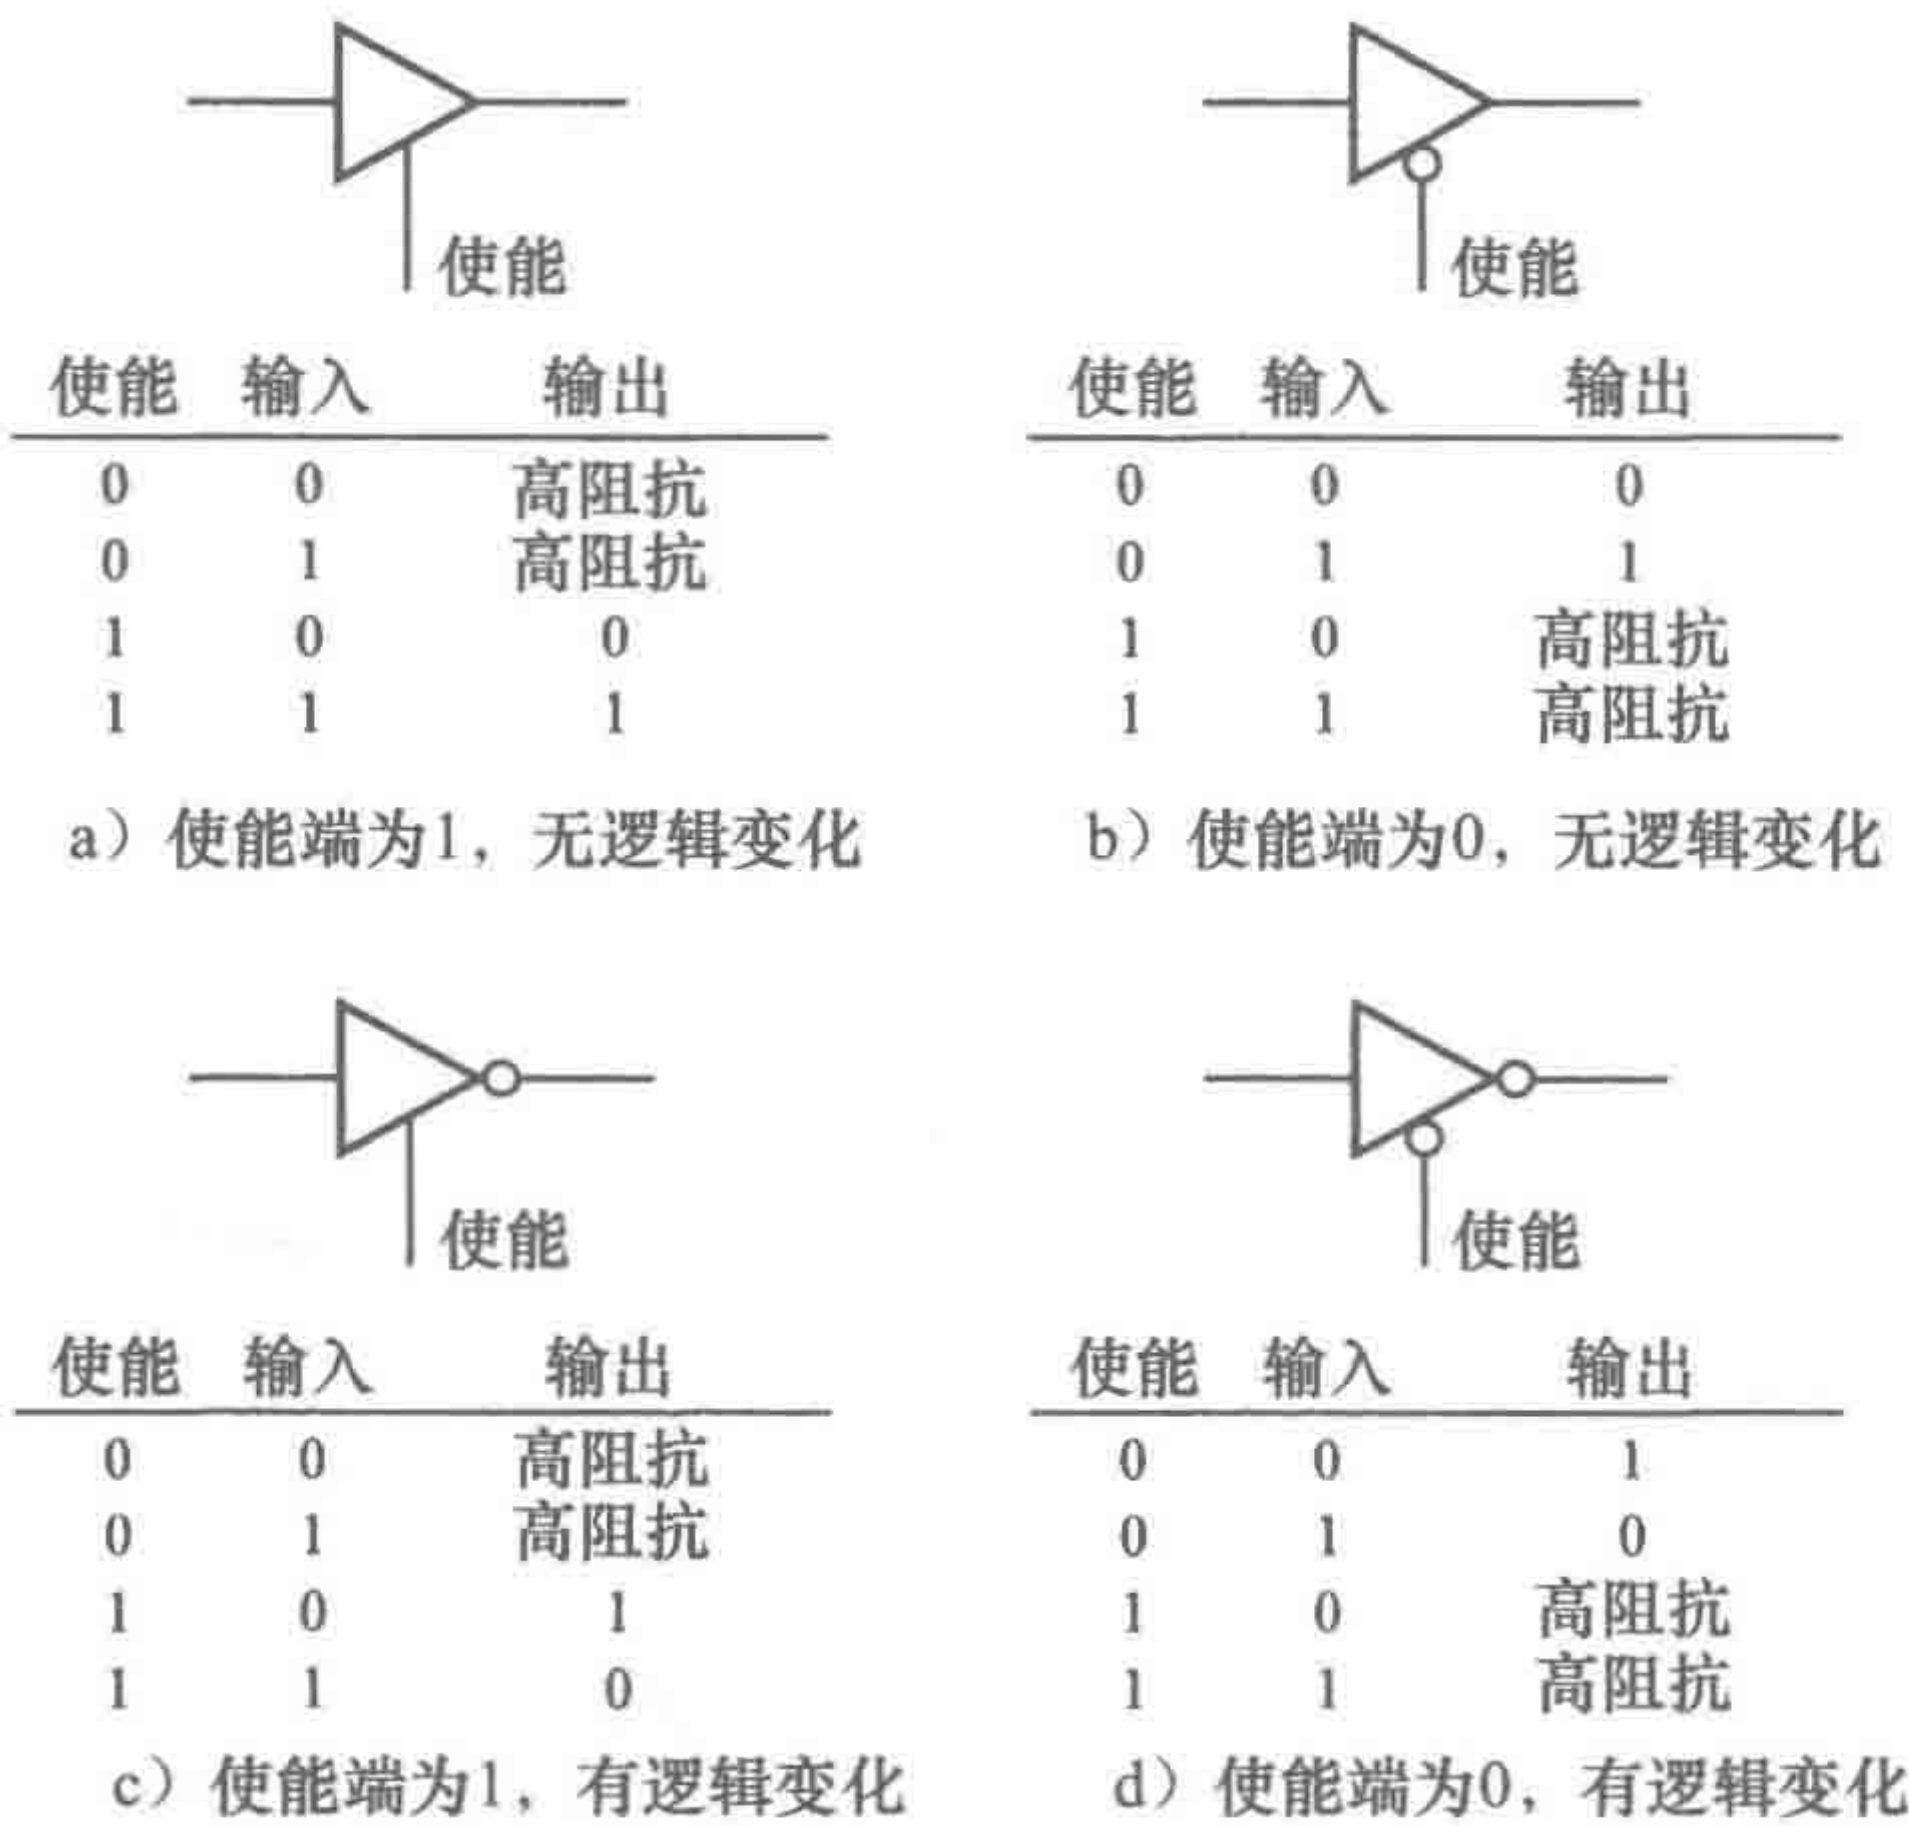 使能
使能 输入 输出
0 0 高阻抗
0 1 高阻抗
1 0 0
1 1 1
a）使能端为1，无逻辑变化
使能
使能 输入 输出
0 0 0
0 1 1
1 0 高阻抗
1 1 高阻抗
b）使能端为0，无逻辑变化
使能
使能 输入 输出
0 0 高阻抗
0 1 高阻抗
1 0 1
1 1 0
c）使能端为1，有逻辑变化
使能
使能 输入 输出
0 0 1
0 1 0
1 0 高阻抗
1 1 高阻抗
d）使能端为0，有逻辑变化